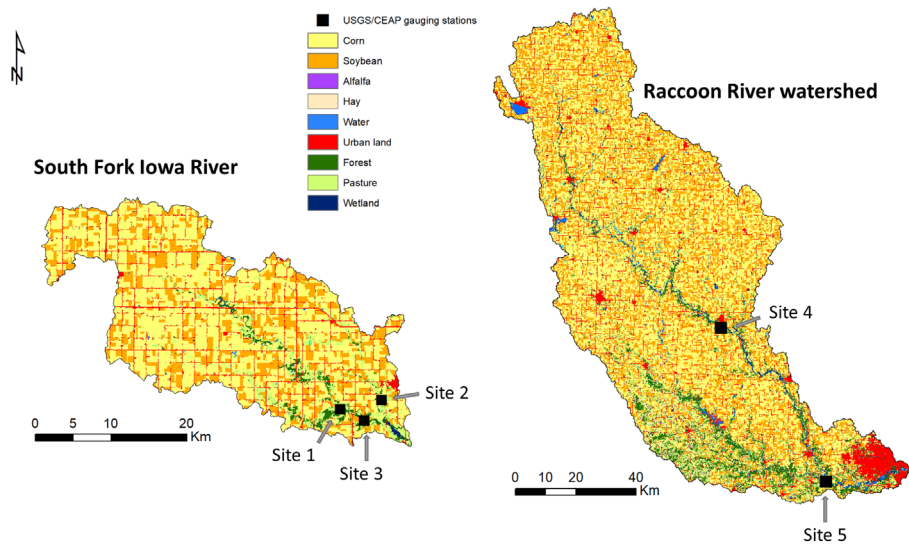 USGS/CEAP gauging stations
Corn
Soybean
Alfalfa
Hay
Water
Urban land
Forest
Pasture
Wetland
N
Raccoon River watershed
South Fork Iowa River
Site 4
Site 2
0 10 20
Km
Site 1
Site 3
0 10 20 40
Km
Site 5